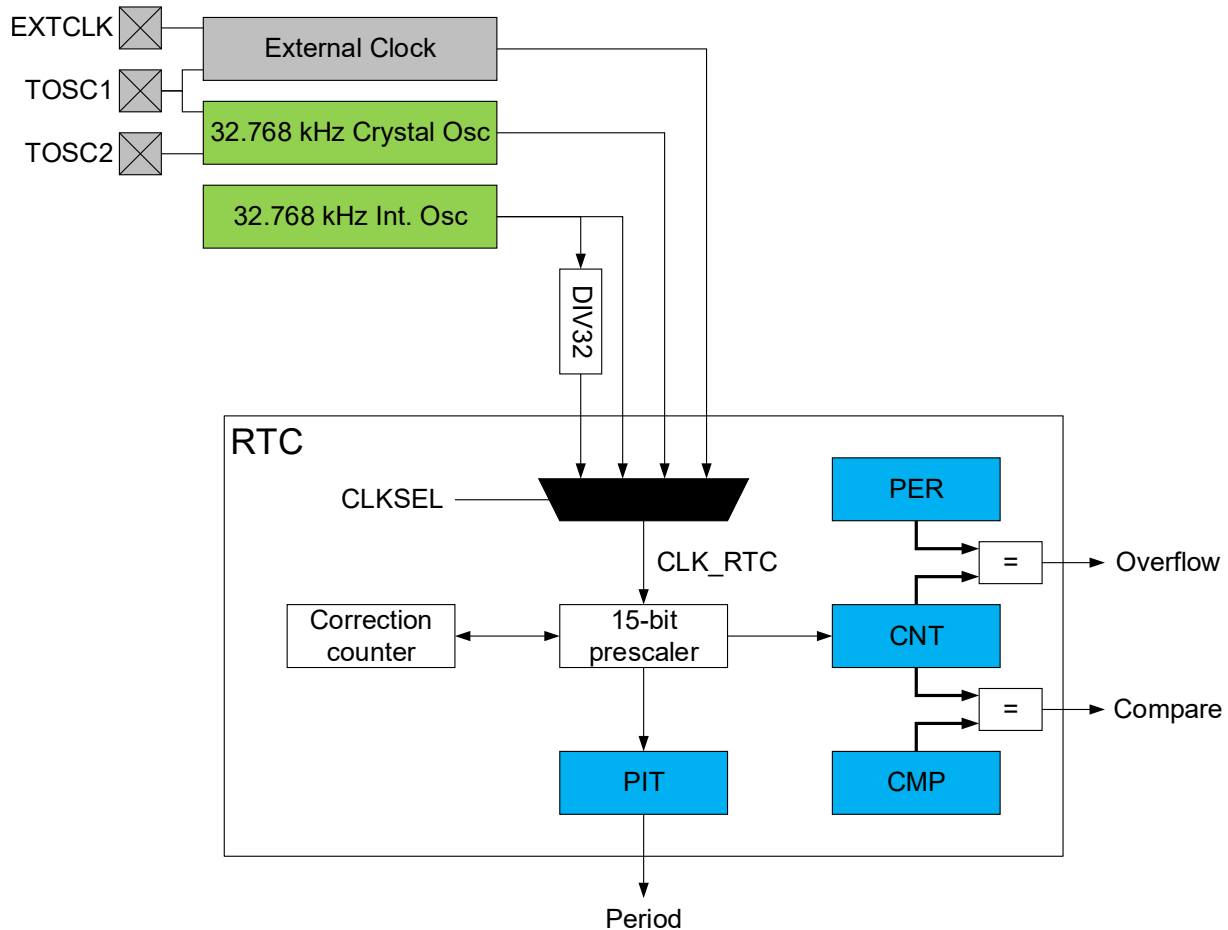 EXTCLK
External Clock
TOSC1
32.768 kHz Crystal Osc
TOSC2
32.768 kHz Int. Osc
DIV32
RTC
CLKSEL
PER
CLK_RTC
=
Overflow
Correction
counter
15-bit
prescaler
CNT
=
Compare
PIT
CMP
Period